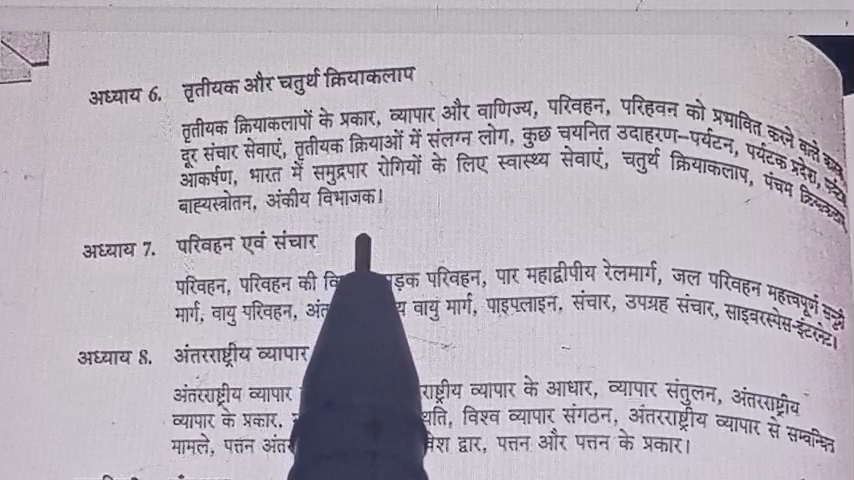 अध्याय 6. तृतीयक और चतुर्थ क्रियाकलाप
तृतीयक क्रियाकलापों के प्रकार, व्यापार और वाणिज्य, परिवहन, परिहवन को प्रभावित करने वाले
दूर संचार सेवाएं, तृतीयक क्रियाओं में संलग्न लोग, कुछ चयनित उदाहरण-पर्यटन, पर्यटक प्रदेश,
आकर्षण, भारत में समुद्रपार रोगियों के लिए स्वास्थ्य सेवाएं, चतुर्थ क्रियाकलाप, पंचम क्रियाकलाप
बाह्यस्त्रोतन, अंकीय विभाजक।
अध्याय 7. परिवहन एवं संचार
परिवहन, परिवहन की परिवहन, पार महाद्वीपीय रेलमार्ग, जल परिवहन महत्त्वपूर्ण समुद्री
मार्ग, वायु परिवहन, वायु मार्ग, पाइपलाइन, संचार, उपग्रह संचार, साइबरस्पेस-इंटरनेट।
अध्याय 8. अंतरराष्ट्रीय व्यापार
अंतरराष्ट्रीय व्यापार व्यापार के आधार, व्यापार संतुलन, अंतरराष्ट्रीय
व्यापार के प्रकार. विश्व व्यापार संगठन, अंतरराष्ट्रीय व्यापार से सम्बन्धित
मामले, पत्तन द्वार, पत्तन और पत्तन के प्रकार।